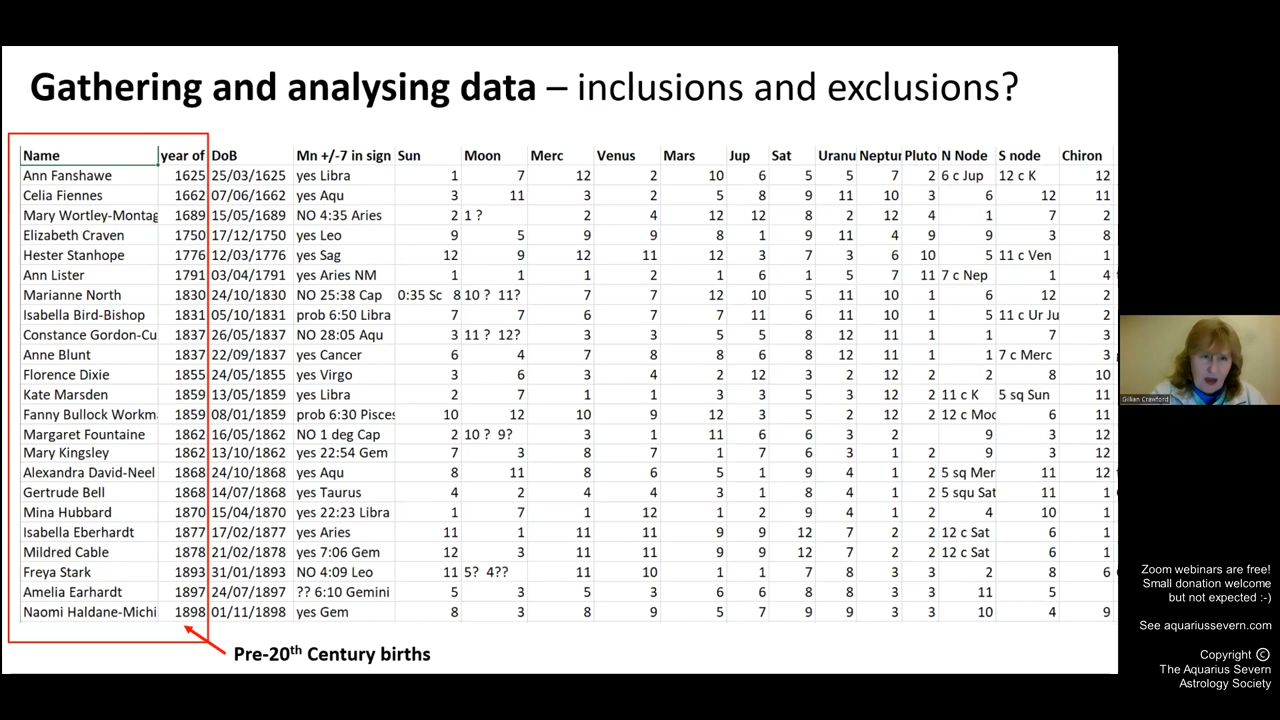 Gathering and analysing data – inclusions and exclusions?
Name year of DoB Mn +/-7 in sign Sun Moon Merc Venus Mars Jup Sat Uranu Neptur Pluto N Node S node Chiron
Ann Fanshawe 1625 25/03/1625 yes Libra 1 7 12 2 10 6 5 5 7 2 6 c Jup 12 c K 12
Celia Fiennes 1662 07/06/1662 yes Aqu 3 11 3 2 5 8 9 11 10 3 6 12 11
Mary Wortley-Montag 1689 15/05/1689 NO 4:35 Aries 2 1 ? 2 4 12 12 8 2 12 4 1 7 2
Elizabeth Craven 1750 17/12/1750 yes Leo 9 5 9 9 8 1 9 11 4 9 9 3 8
Hester Stanhope 1776 12/03/1776 yes Sag 12 9 12 11 12 3 7 3 6 10 5 11 c Ven 1
Ann Lister 1791 03/04/1791 yes Aries NM 1 1 1 2 1 6 1 5 7 11 7 c Nep 1 4
Marianne North 1830 24/10/1830 NO 25:38 Cap 0:35 Sc 8 10 ? 11? 7 7 12 10 5 11 10 1 6 12 2
Isabella Bird-Bishop 1831 05/10/1831 prob 6:50 Libra 7 7 6 7 7 11 6 11 10 1 5 11 c Ur Ju 2
Constance Gordon-Cu 1837 26/05/1837 NO 28:05 Aqu 3 11 ? 12? 3 3 5 5 8 12 11 1 1 7 3
Anne Blunt 1837 22/09/1837 yes Cancer 6 4 7 8 8 6 8 12 11 1 1 7 c Merc 3
Florence Dixie 1855 24/05/1855 yes Virgo 3 6 3 4 2 12 3 2 12 2 2 8 10
Kate Marsden 1859 13/05/1859 yes Libra 2 7 1 1 3 3 5 3 12 2 11 c K 5 sq Sun 11
Fanny Bullock Workm 1859 08/01/1859 prob 6:30 Pisces 10 12 10 9 12 3 5 2 12 2 12 c Moo 6 11
Margaret Fountaine 1862 16/05/1862 NO 1 deg Cap 2 10 ? 9? 3 1 11 6 6 3 2 9 3 12
Mary Kingsley 1862 13/10/1862 yes 22:54 Gem 7 3 8 7 1 7 6 3 1 2 9 3 12
Alexandra David-Neel 1868 24/10/1868 yes Aqu 8 11 8 6 5 1 9 4 1 2 5 sq Mer 11 12
Gertrude Bell 1868 14/07/1868 yes Taurus 4 2 4 4 3 1 8 4 1 2 5 squ Sat 11 1
Mina Hubbard 1870 15/04/1870 yes 22:23 Libra 1 7 1 12 1 2 9 4 1 2 4 10 1
Isabella Eberhardt 1877 17/02/1877 yes Aries 11 1 11 11 9 9 12 7 2 2 12 c Sat 6 1
Mildred Cable 1878 21/02/1878 yes 7:06 Gem 12 3 11 11 9 9 12 7 2 2 12 c Sat 6 1
Freya Stark 1893 31/01/1893 NO 4:09 Leo 11 5? 4?? 11 10 1 1 7 8 3 3 2 8 6
Amelia Earhardt 1897 24/07/1897 ?? 6:10 Gemini 5 3 5 3 6 6 8 8 3 3 11 5
Naomi Haldane-Michi 1898 01/11/1898 yes Gem 8 3 8 9 5 7 9 9 3 3 10 4 9
Pre-20th Century births
Gillian Crawford
Zoom webinars are free!
Small donation welcome
but not expected :-)
See aquariussevern.com
Copyright ©
The Aquarius Severn
Astrology Society